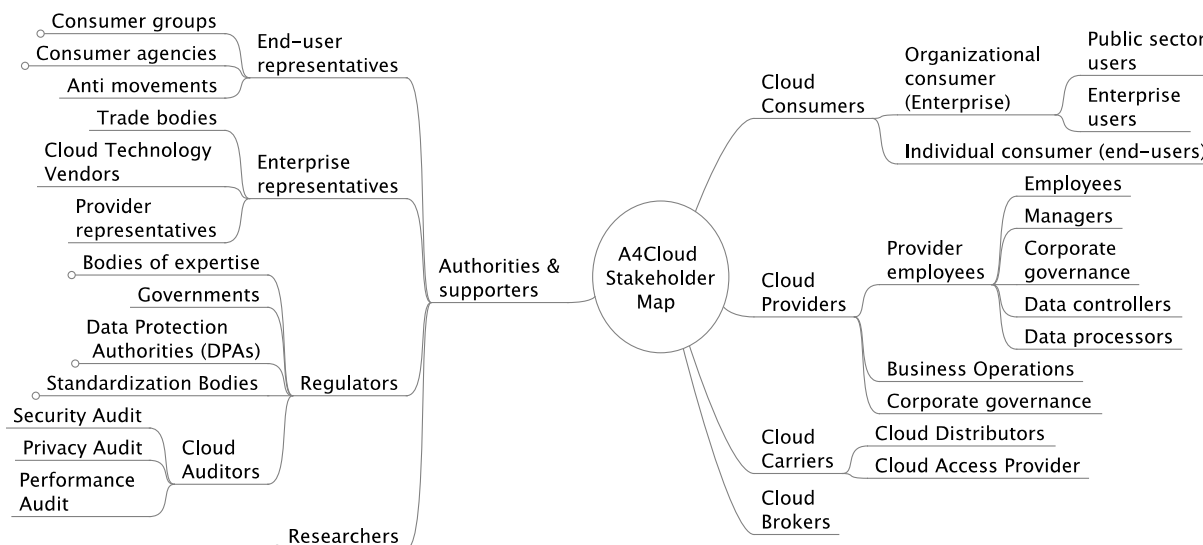 Consumer groups
Consumer agencies
Anti movements
End-user
representatives
Trade bodies
Cloud Technology
Vendors
Provider
representatives
Enterprise
representatives
Bodies of expertise
Governments
Data Protection
Authorities (DPAs)
Standardization Bodies
Security Audit
Privacy Audit
Performance
Audit
Cloud
Auditors
Regulators
Researchers
Authorities &
supporters
A4Cloud
Stakeholder
Map
Cloud
Consumers
Organizational
consumer
(Enterprise)
Public sector
users
Enterprise
users
Individual consumer (end-users)
Cloud
Providers
Provider
employees
Employees
Managers
Corporate
governance
Data controllers
Data processors
Business Operations
Corporate governance
Cloud
Carriers
Cloud Distributors
Cloud Access Provider
Cloud
Brokers